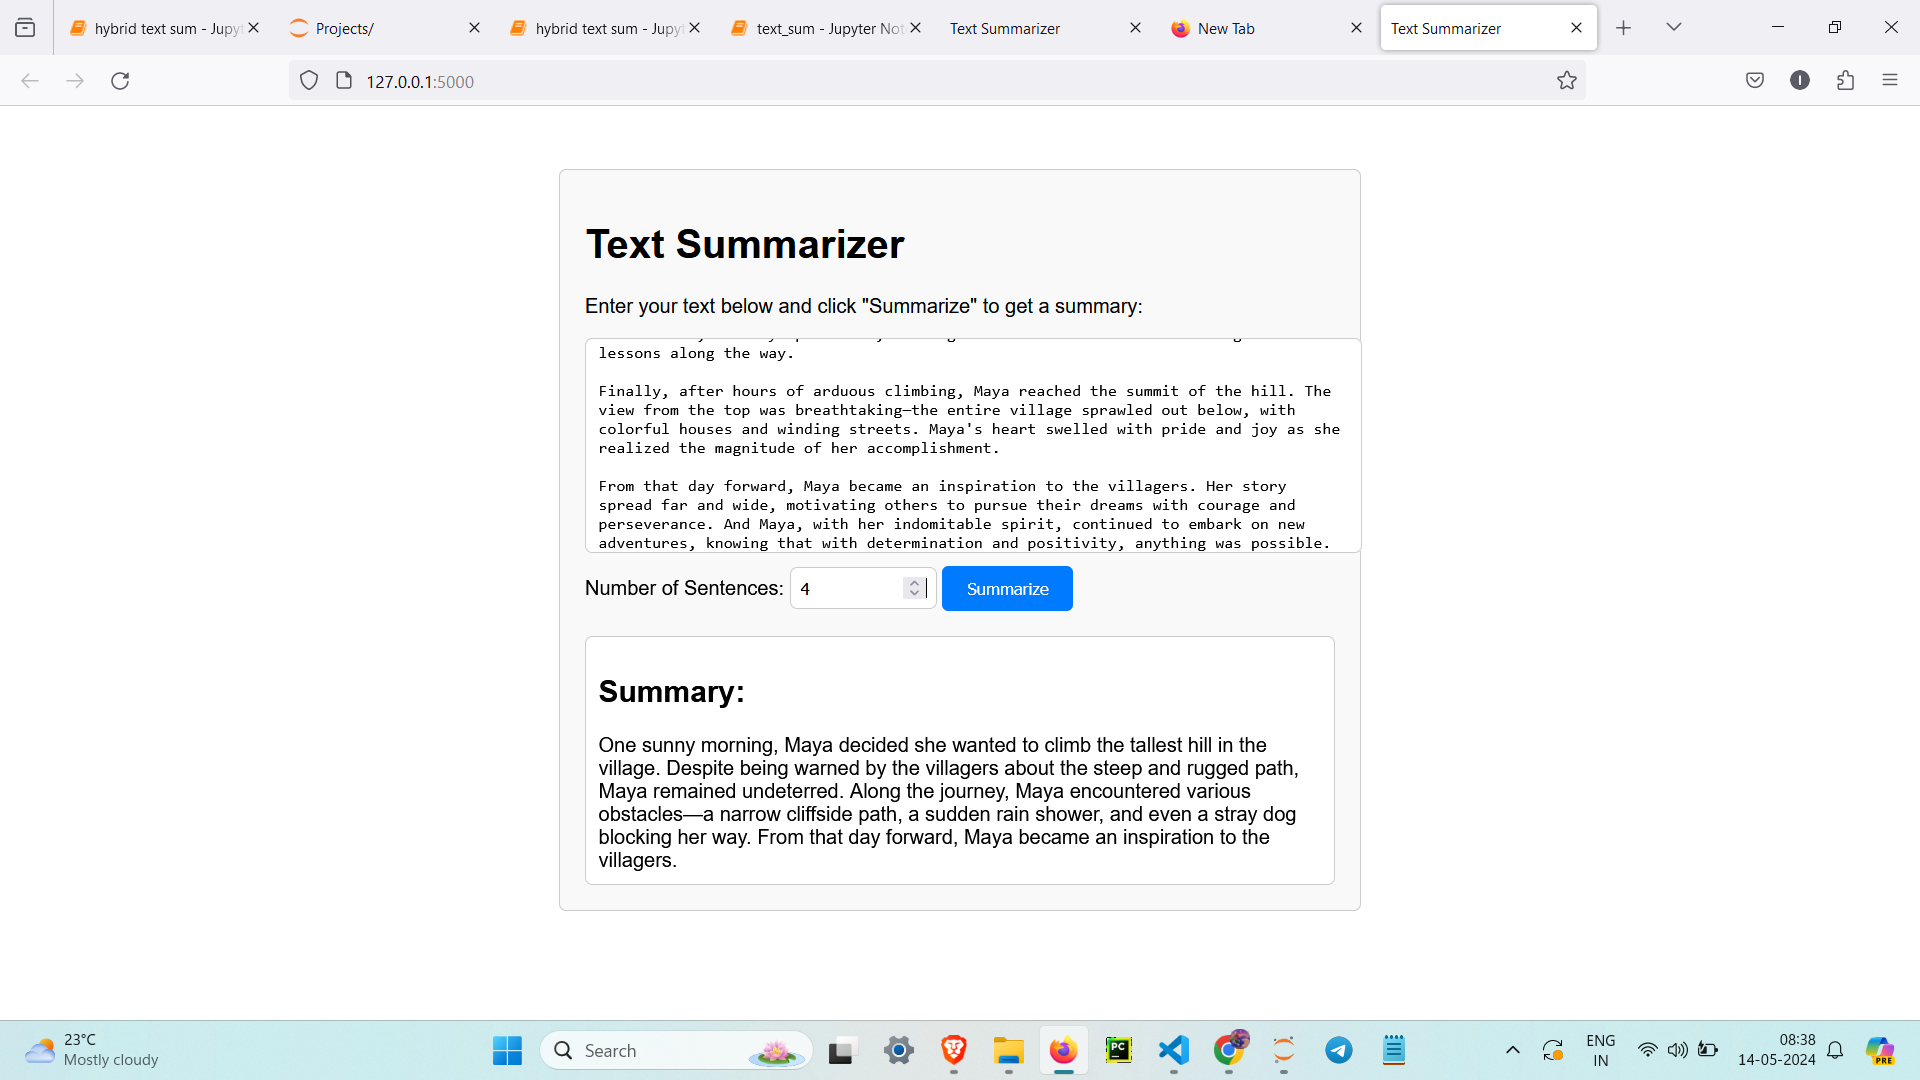 hybrid text sum - Jupyt
Projects/
hybrid text sum - Jupyt
text_sum - Jupyter Not
Text Summarizer
New Tab
Text Summarizer
127.0.0.1:5000
Text Summarizer
Enter your text below and click "Summarize" to get a summary:
lessons along the way.
Finally, after hours of arduous climbing, Maya reached the summit of the hill. The
view from the top was breathtaking—the entire village sprawled out below, with
colorful houses and winding streets. Maya's heart swelled with pride and joy as she
realized the magnitude of her accomplishment.
From that day forward, Maya became an inspiration to the villagers. Her story
spread far and wide, motivating others to pursue their dreams with courage and
perseverance. And Maya, with her indomitable spirit, continued to embark on new
adventures, knowing that with determination and positivity, anything was possible.
Number of Sentences: 4 Summarize
Summary:
One sunny morning, Maya decided she wanted to climb the tallest hill in the
village. Despite being warned by the villagers about the steep and rugged path,
Maya remained undeterred. Along the journey, Maya encountered various
obstacles—a narrow cliffside path, a sudden rain shower, and even a stray dog
blocking her way. From that day forward, Maya became an inspiration to the
villagers.
23°C
Mostly cloudy
Search
PC
PRE
ENG
IN
08:38
14-05-2024